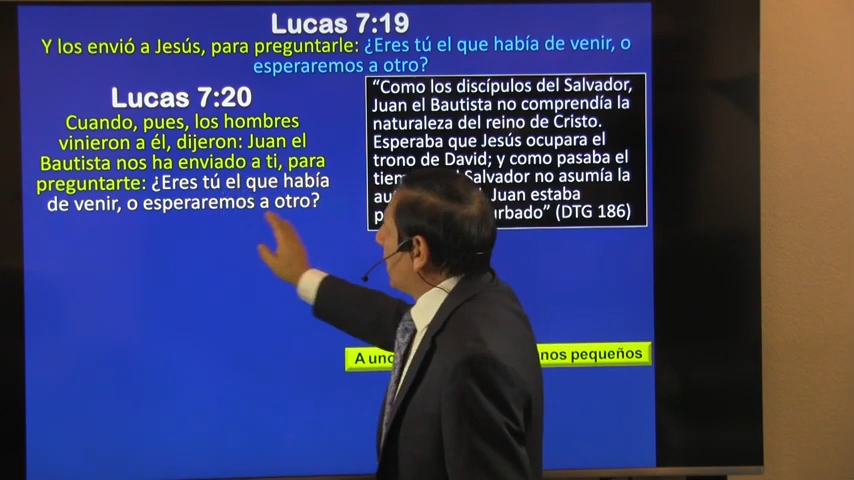 Lucas 7:19
Y los envió a Jesús, para preguntarle: ¿Eres tú el que había de venir, o
esperaremos a otro?
Lucas 7:20
Cuando, pues, los hombres
vinieron a él, dijeron: Juan el
Bautista nos ha enviado a ti, para
preguntarte: ¿Eres tú el que había
de venir, o esperaremos a otro?
“Como los discípulos del Salvador,
Juan el Bautista no comprendía la
naturaleza del reino de Cristo.
Esperaba que Jesús ocupara el
trono de David; y como pasaba el
Salvador no asumía la
Juan estaba
(DTG 186)
A
nos pequeños